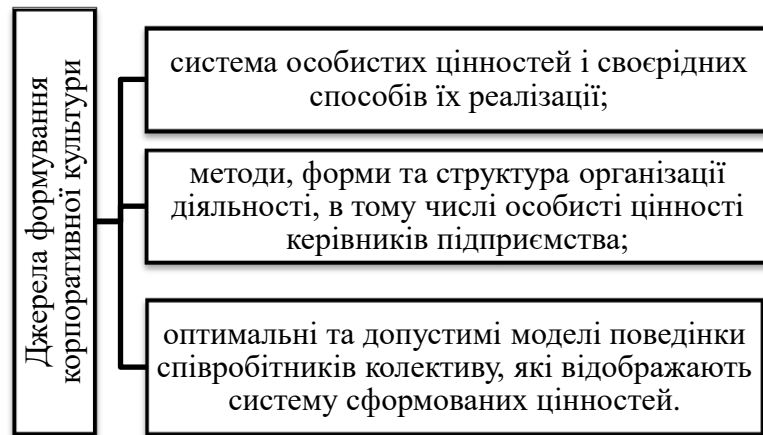 Джерела формування
корпоративної культури
система особистих цінностей і своєрідних
способів їх реалізації;
методи, форми та структура організації
діяльності, в тому числі особисті цінності
керівників підприємства;
оптимальні та допустимі моделі поведінки
співробітників колективу, які відображають
систему сформованих цінностей.